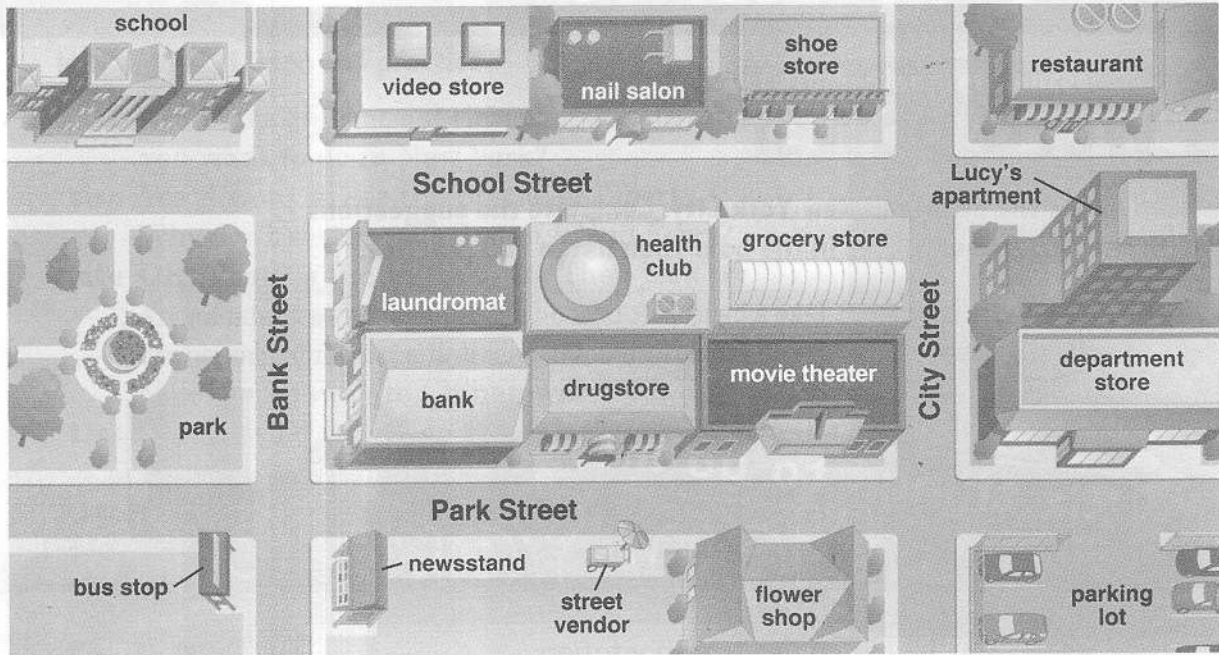 school
video store
nail salon
shoe
store
restaurant
School Street
Lucy's
apartment
laundromat
health
club
grocery store
Bank Street
City Street
park
bank
drugstore
movie theater
department
store
Park Street
bus stop
newsstand
street
vendor
flower
shop
parking
lot